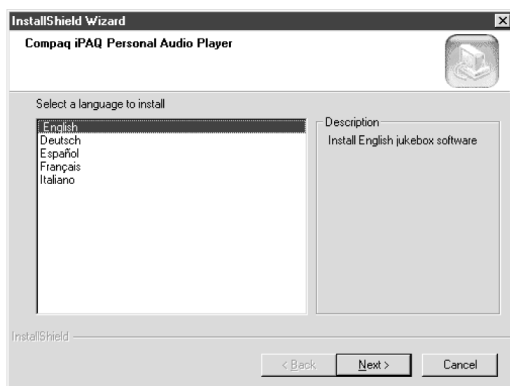 InstallShield Wizard
Compaq iPAQ Personal Audio Player
Select a language to install
English
Deutsch
Español
Français
Italiano
Description
Install English jukebox software
InstallShield
< Back
Next >
Cancel